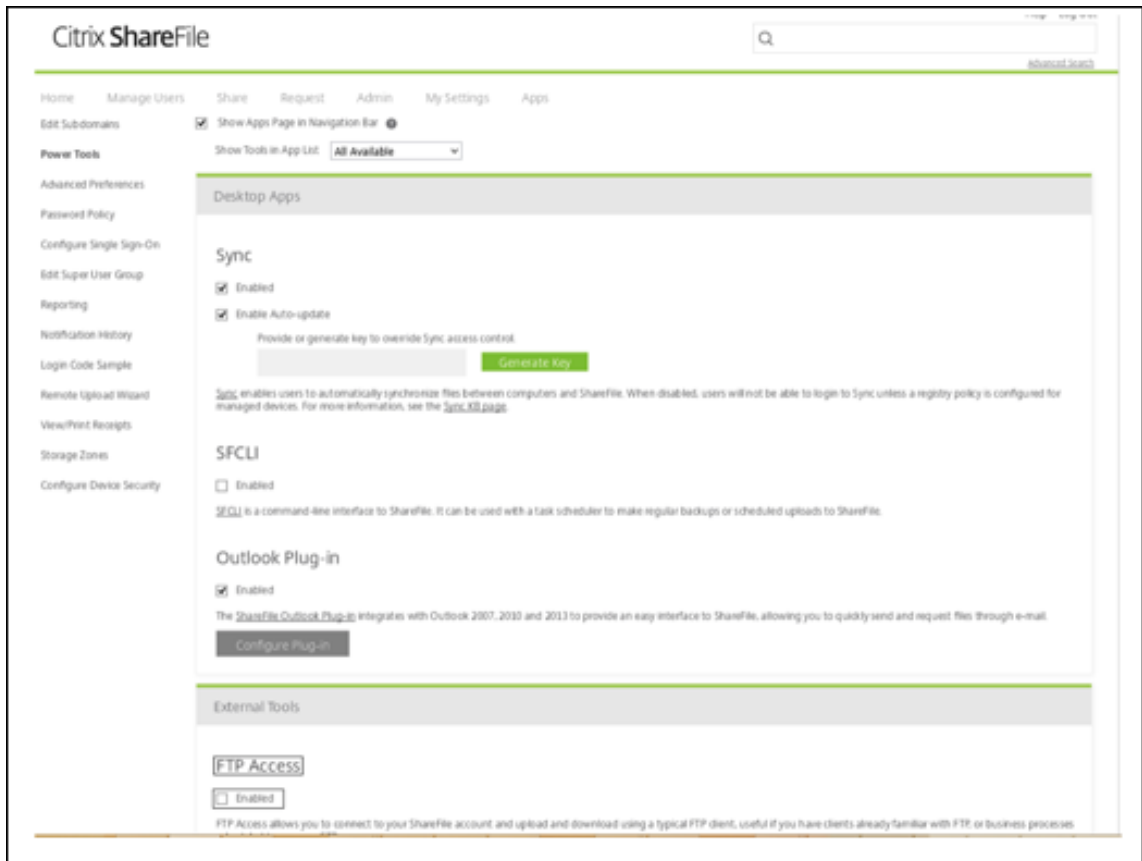 Help Log Out
Citrix ShareFile
Advanced Search
Home Manage Users Share Request Admin My Settings Apps
Edit Subdomains
Power Tools
Advanced Preferences
Password Policy
Configure Single Sign-On
Edit Super User Group
Reporting
Notification History
Login Code Sample
Remote Upload Wizard
View/Print Receipts
Storage Zones
Configure Device Security
Show Apps Page in Navigation Bar
Show Tools in App List All Available
Desktop Apps
Sync
Enabled
Enable Auto-update
Provide or generate key to override Sync access control.
Generate Key
Sync enables users to automatically synchronize files between computers and ShareFile. When disabled, users will not be able to login to Sync unless a registry policy is configured for
managed devices. For more information, see the Sync KB page.
SFCLI
Enabled
SFCLI is a command-line interface to ShareFile. It can be used with a task scheduler to make regular backups or scheduled uploads to ShareFile.
Outlook Plug-in
Enabled
The ShareFile Outlook Plug-in integrates with Outlook 2007, 2010 and 2013 to provide an easy interface to ShareFile, allowing you to quickly send and request files through e-mail.
Configure Plug-in
External Tools
FTP Access
Enabled
FTP Access allows you to connect to your ShareFile account and upload and download using a typical FTP client, useful if you have clients already familiar with FTP, or business processes